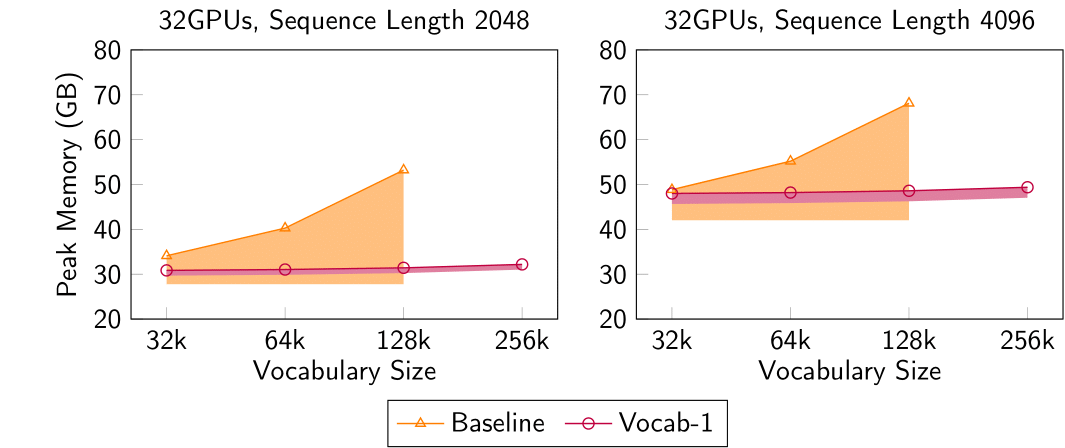 32GPUs, Sequence Length 2048
80
70
60
50
40
30
20
Peak Memory (GB)
32k 64k 128k 256k
Vocabulary Size
32GPUs, Sequence Length 4096
80
70
60
50
40
30
20
32k 64k 128k 256k
Vocabulary Size
Baseline Vocab-1